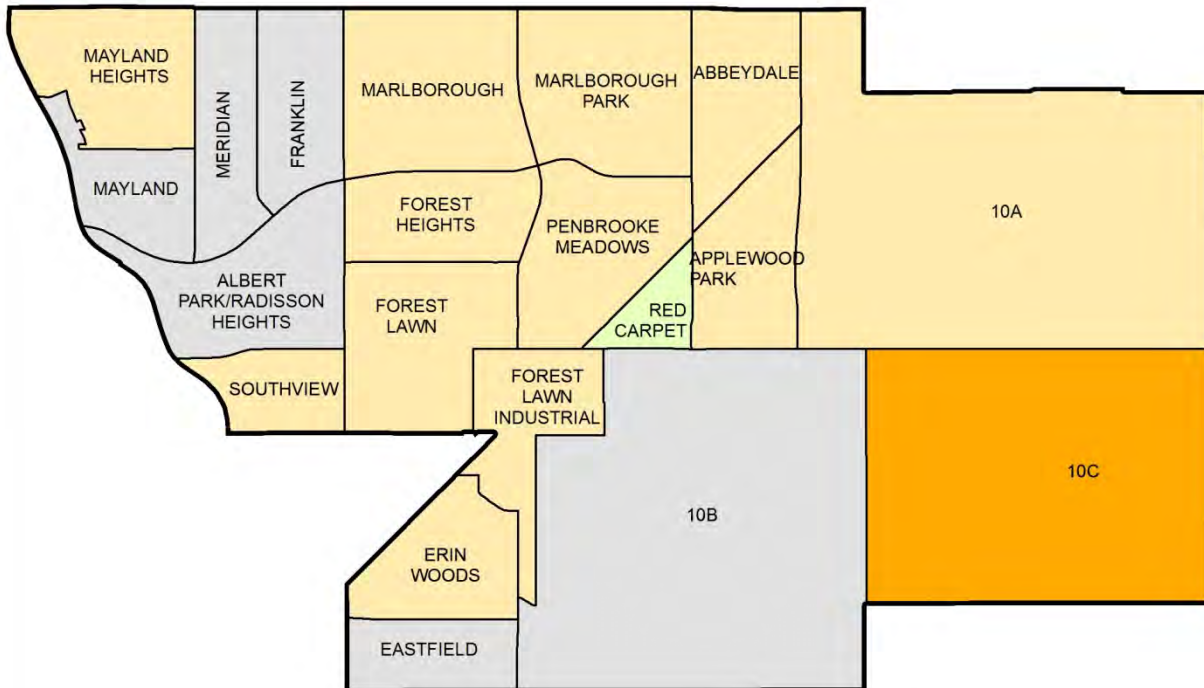 MAYLAND
HEIGHTS
MERIDIAN
FRANKLIN
MARLBOROUGH
MARLBOROUGH
PARK
ABBEYDALE
MAYLAND
FOREST
HEIGHTS
PENBROOKE
MEADOWS
10A
ALBERT
PARK/RADISSON
HEIGHTS
FOREST
LAWN
RED
CARPET
APPLEWOOD
PARK
SOUTHVIEW
FOREST
LAWN
INDUSTRIAL
10C
10B
ERIN
WOODS
EASTFIELD